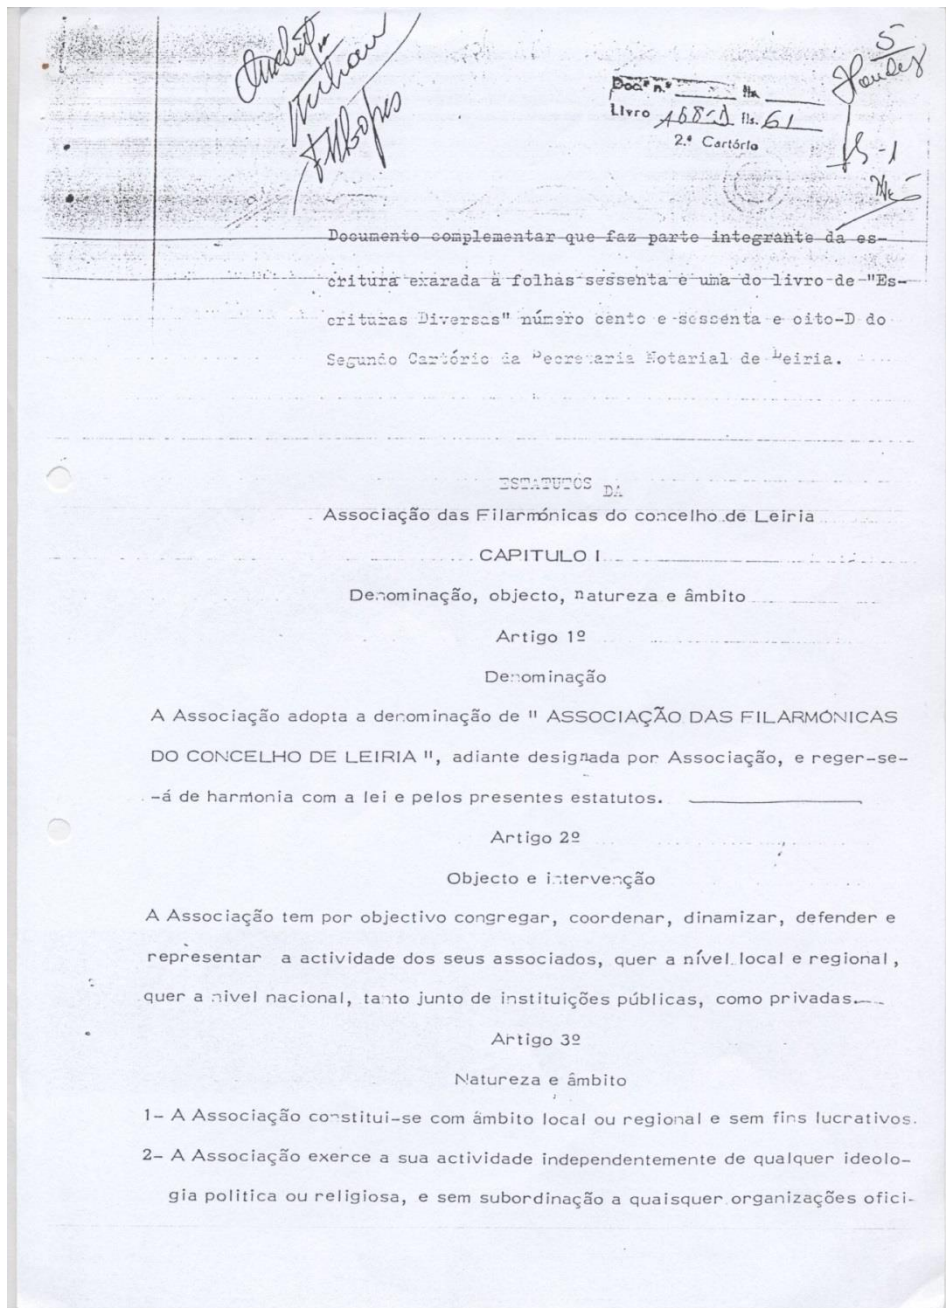 5
Doc. n.º fls.
Livro 168-D fls. 61
2.º Cartório
Documento complementar que faz parte integrante da es-
critura exarada a folhas sessenta e uma do livro de "Es-
crituras Diversas" número cento e sessenta e oito-D do
Segundo Cartório da Secretaria Notarial de Leiria.
ESTATUTOS DA
Associação das Filarmónicas do concelho de Leiria
CAPITULO I
Denominação, objecto, natureza e âmbito
Artigo 1º
Denominação
A Associação adopta a denominação de " ASSOCIAÇÃO DAS FILARMÓNICAS
DO CONCELHO DE LEIRIA ", adiante designada por Associação, e reger-se-
-á de harmonia com a lei e pelos presentes estatutos.
Artigo 2º
Objecto e intervenção
A Associação tem por objectivo congregar, coordenar, dinamizar, defender e
representar a actividade dos seus associados, quer a nível local e regional,
quer a nivel nacional, tanto junto de instituições públicas, como privadas.
Artigo 3º
Natureza e âmbito
1- A Associação constitui-se com âmbito local ou regional e sem fins lucrativos.
2- A Associação exerce a sua actividade independentemente de qualquer ideolo-
gia politica ou religiosa, e sem subordinação a quaisquer organizações ofici-